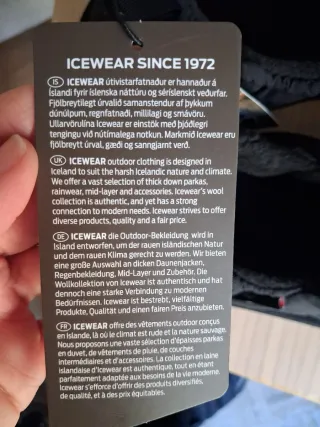 ICEWEAR SINCE 1972
IS ICEWEAR útivistarfatnaður er hannaður á
Íslandi fyrir íslenska náttúru og séríslenskt veðurfar.
Fjölbreytilegt úrvalið samanstendur af þykkum
dúnúlpum, regnfatnaði, millilagi og smávöru.
Ullarvörulína Icewear er einstök með þjóðlegri
tengingu við nútímalega notkun. Markmið Icewear eru
fjölbreytt úrval, gæði og sanngjarnt verð.
UK ICEWEAR outdoor clothing is designed in
Iceland to suit the harsh Icelandic nature and climate.
We offer a vast selection of thick down parkas,
rainwear, mid-layer and accessories. Icewear's wool
collection is authentic, and yet has a strong
connection to modern needs. Icewear strives to offer
diverse products, quality and a fair price.
DE ICEWEAR die Outdoor-Bekleidung wird in
Island entworfen, um der rauen isländischen Natur
und dem rauen Klima gerecht zu werden. Wir bieten
eine große Auswahl an dicken Daunenjacken,
Regenbekleidung, Mid-Layer und Zubehör. Die
Wollkollektion von Icewear ist authentisch und hat
dennoch eine starke Verbindung zu modernen
Bedürfnissen. Icewear ist bestrebt, vielfältige
Produkte, Qualität und einen fairen Preis anzubieten.
FR ICEWEAR offre des vêtements outdoor conçus
en Islande, là où le climat est rude et la nature sauvage.
Nous proposons une vaste sélection d'épaisses parkas
en duvet, de vêtements de pluie, de couches
intermédiaires et d'accessoires. La collection en laine
islandaise d'Icewear est authentique, tout en étant
parfaitement adaptée aux besoins de la vie moderne.
Icewear s'efforce d'offrir des produits diversifiés,
de qualité, et à des prix équitables.